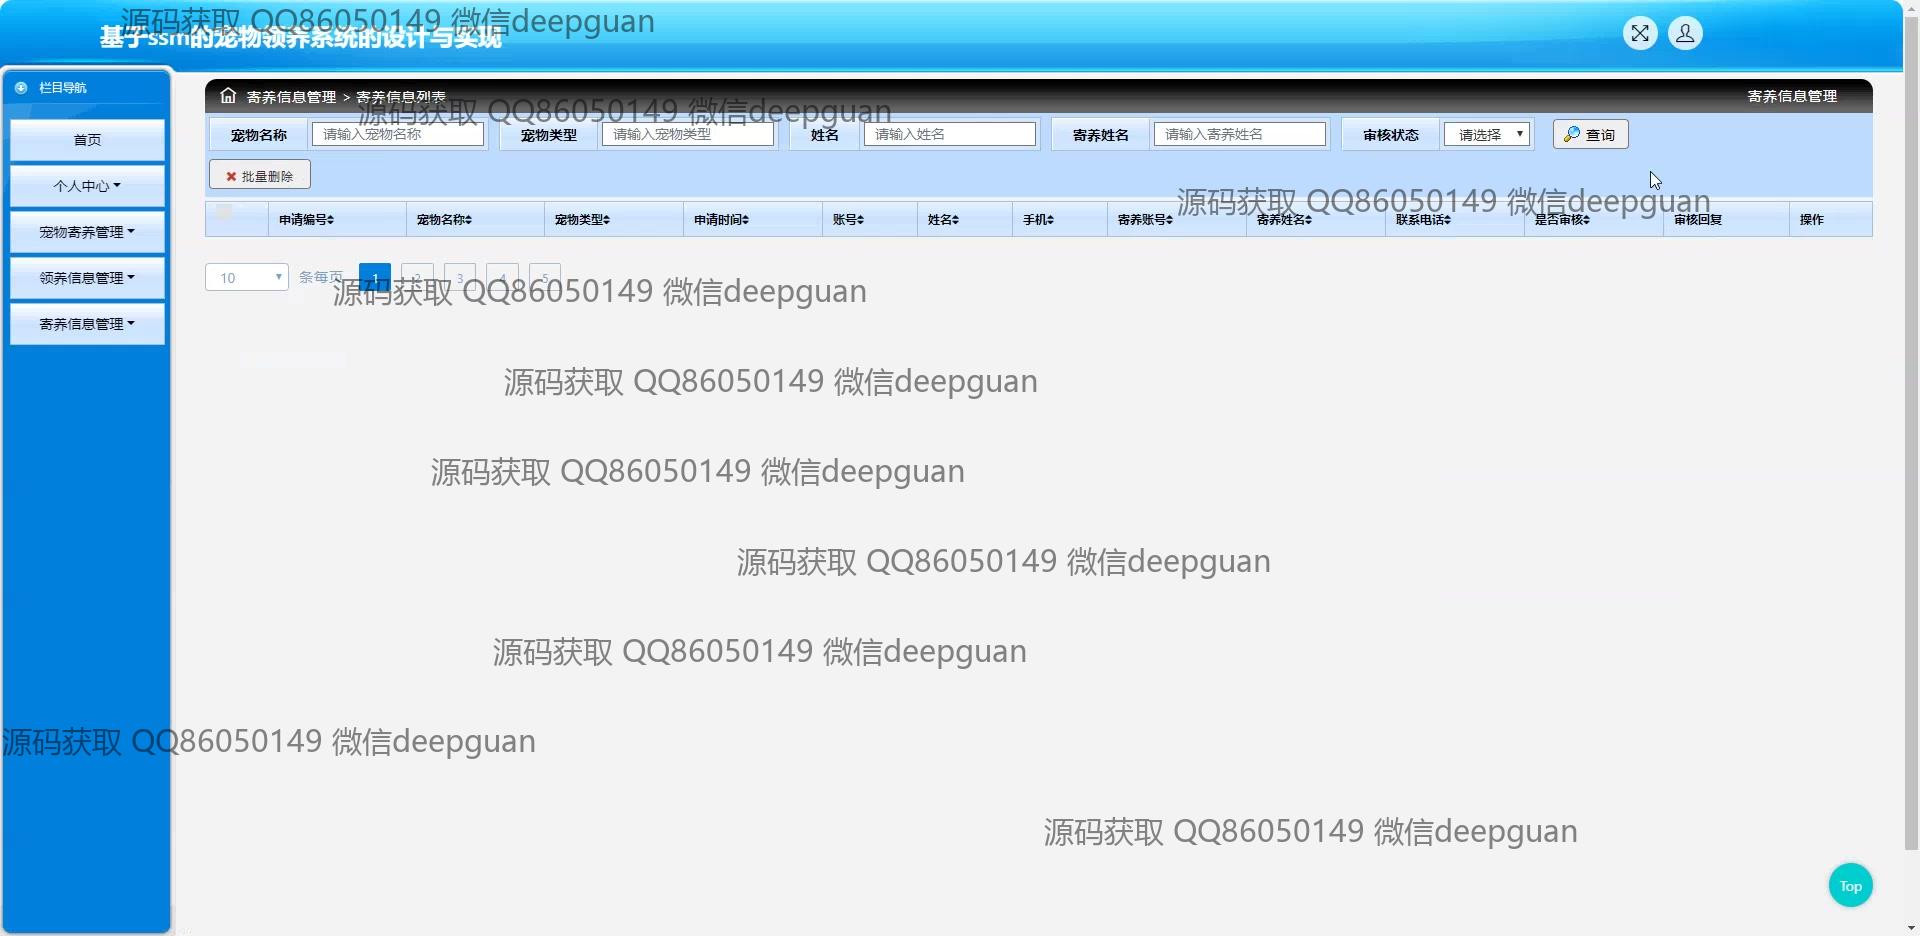 源码获取 QQ86050149 微信deepguan
基于ssm的宠物领养系统的设计与实现
栏目导航
首页
个人中心
宠物寄养管理
领养信息管理
寄养信息管理
寄养信息管理 > 寄养信息列表
寄养信息管理
源码获取 QQ86050149 微信deepguan
宠物名称 请输入宠物名称 宠物类型 请输入宠物类型 姓名 请输入姓名 寄养姓名 请输入寄养姓名 审核状态 请选择 查询
批量删除
源码获取 QQ86050149 微信deepguan
申请编号 宠物名称 宠物类型 申请时间 账号 姓名 手机 寄养账号 寄养姓名 联系电话 是否审核 审核回复 操作
10 条每页 1 2 3 4 5
源码获取 QQ86050149 微信deepguan
源码获取 QQ86050149 微信deepguan
源码获取 QQ86050149 微信deepguan
源码获取 QQ86050149 微信deepguan
源码获取 QQ86050149 微信deepguan
源码获取 QQ86050149 微信deepguan
源码获取 QQ86050149 微信deepguan
Top